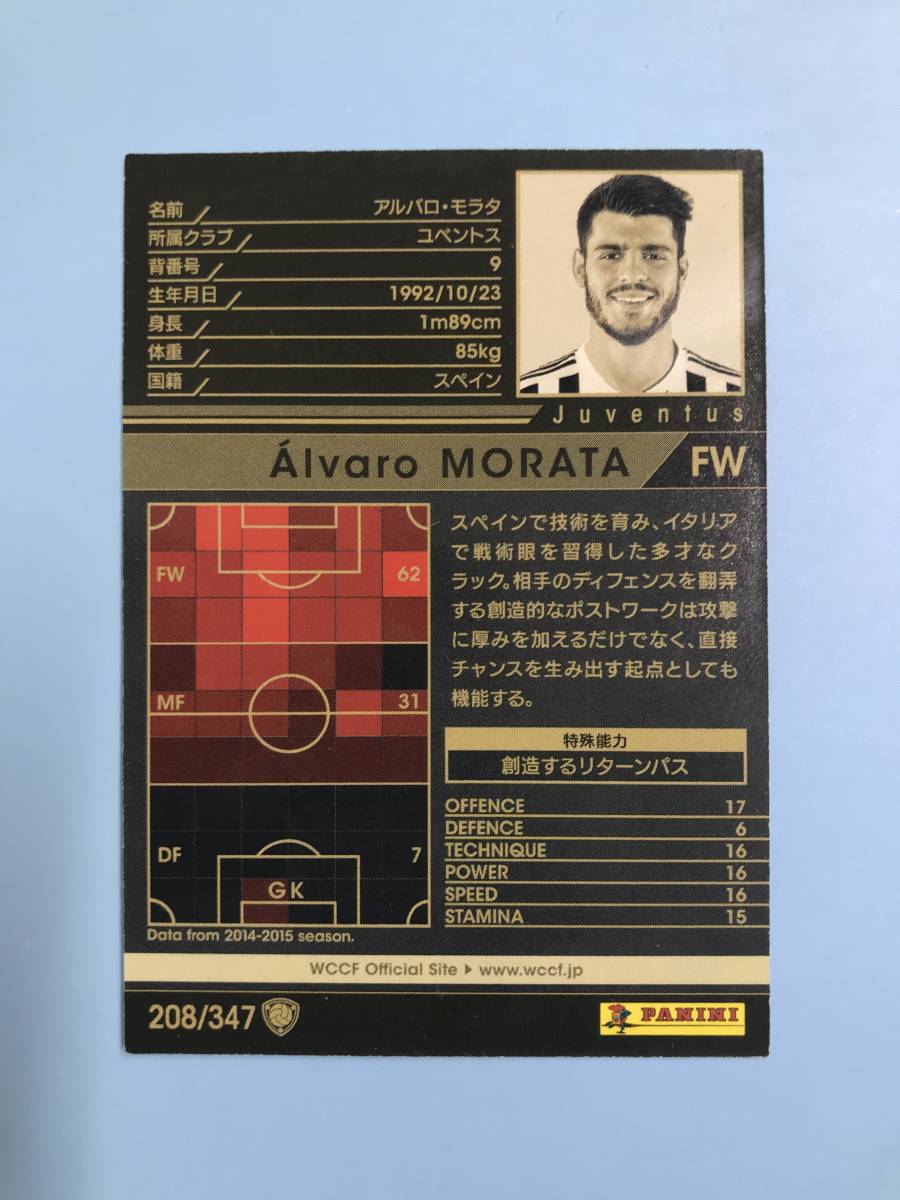 名前 アルバロ・モラタ
所属クラブ ユベントス
背番号 9
生年月日 1992/10/23
身長 1m89cm
体重 85kg
国籍 スペイン
Juventus
Álvaro MORATA FW
FW 62
MF 31
DF 7
GK
Data from 2014-2015 season.
スペインで技術を育み、イタリア
で戦術眼を習得した多才なク
ラック。相手のディフェンスを翻弄
する創造的なポストワークは攻撃
に厚みを加えるだけでなく、直接
チャンスを生み出す起点としても
機能する。
特殊能力
創造するリターンパス
OFFENCE 17
DEFENCE 6
TECHNIQUE 16
POWER 16
SPEED 16
STAMINA 15
WCCF Official Site ▶ www.wccf.jp
208/347
PANINI